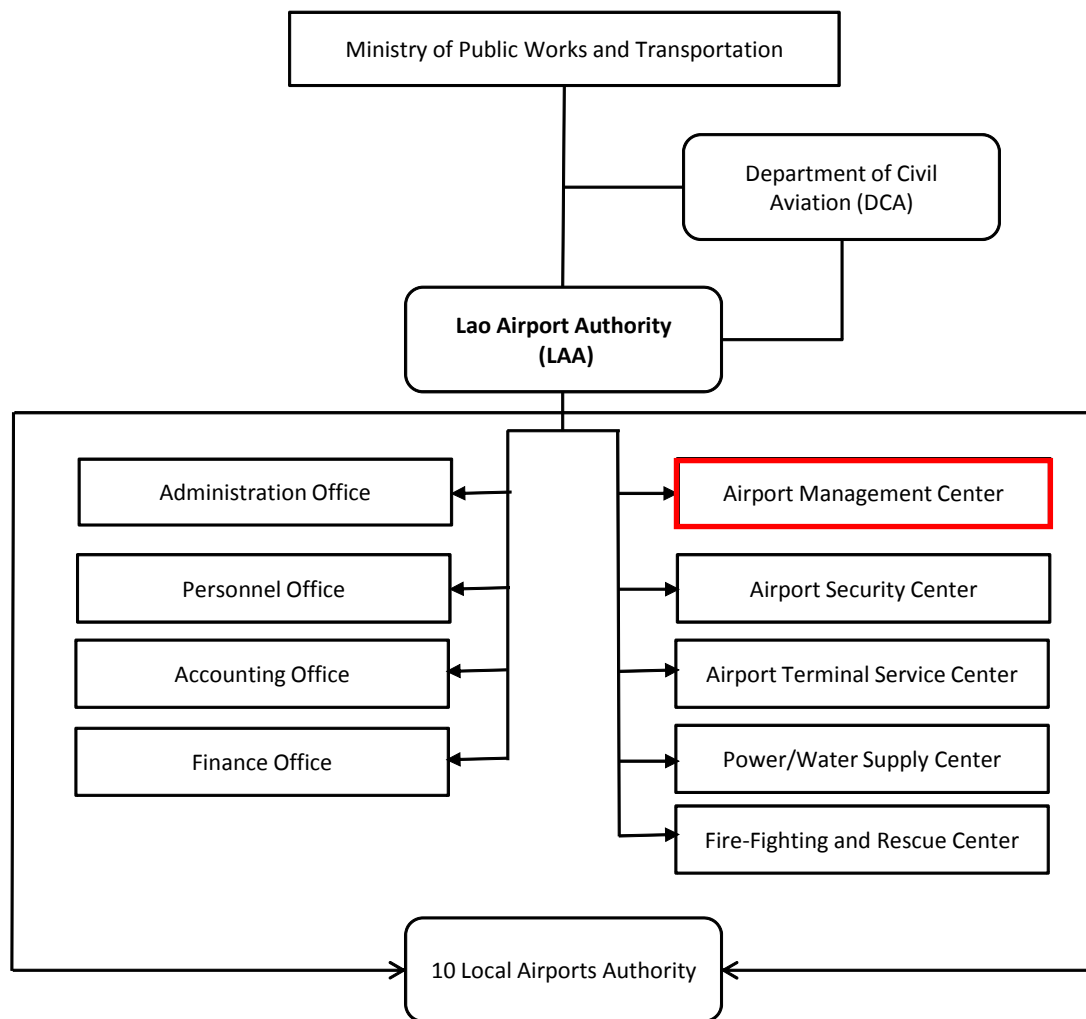 Ministry of Public Works and Transportation
Department of Civil
Aviation (DCA)
Lao Airport Authority
(LAA)
Administration Office
Airport Management Center
Personnel Office
Airport Security Center
Accounting Office
Airport Terminal Service Center
Finance Office
Power/Water Supply Center
Fire-Fighting and Rescue Center
10 Local Airports Authority